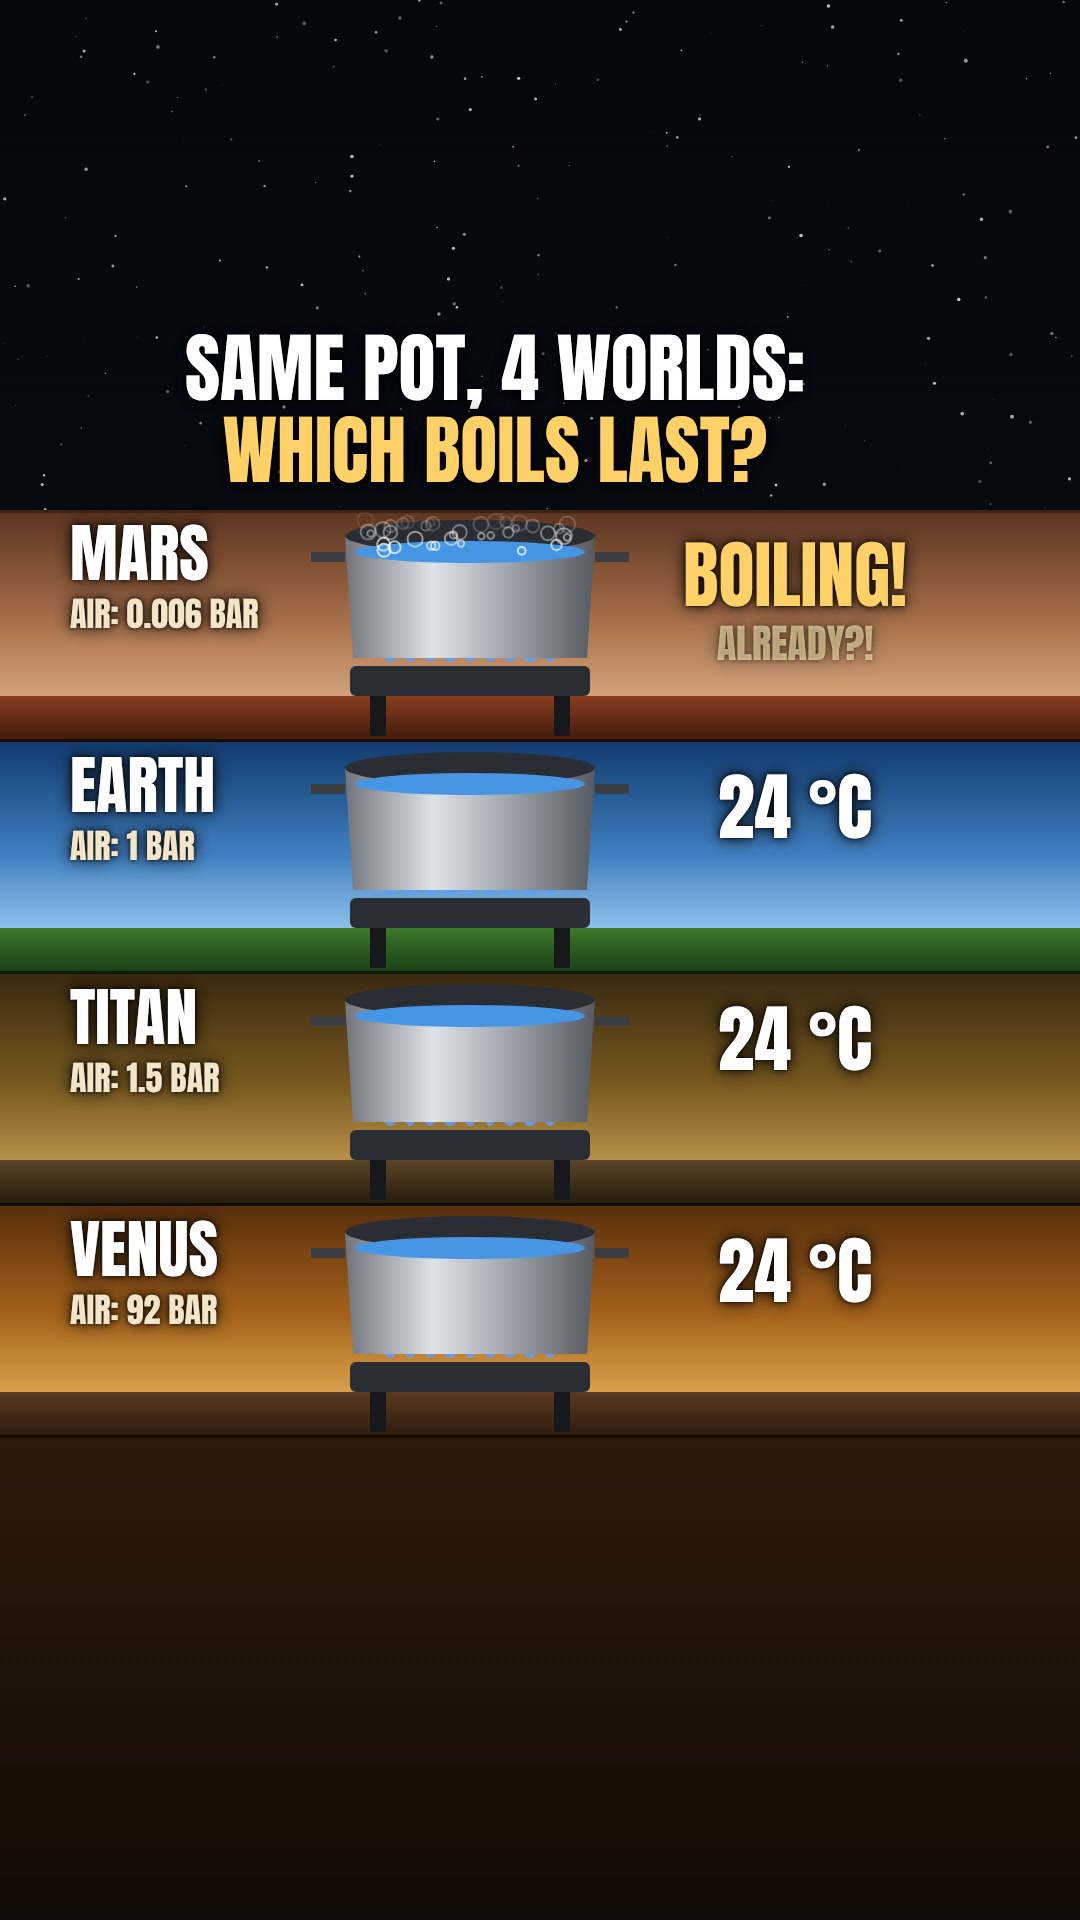 SAME POT, 4 WORLDS:
WHICH BOILS LAST?
MARS
AIR: 0.006 BAR
BOILING!
ALREADY?!
EARTH
AIR: 1 BAR
24 °C
TITAN
AIR: 1.5 BAR
24 °C
VENUS
AIR: 92 BAR
24 °C